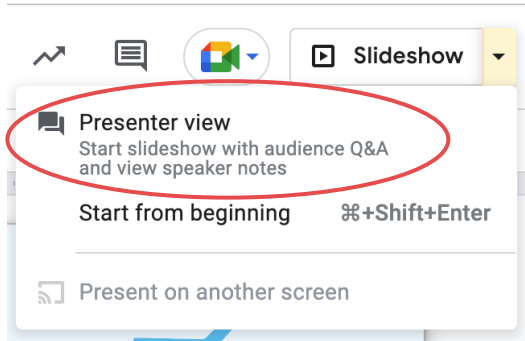 Slideshow
Presenter view
Start slideshow with audience Q&A
and view speaker notes
Start from beginning ⌘+Shift+Enter
Present on another screen